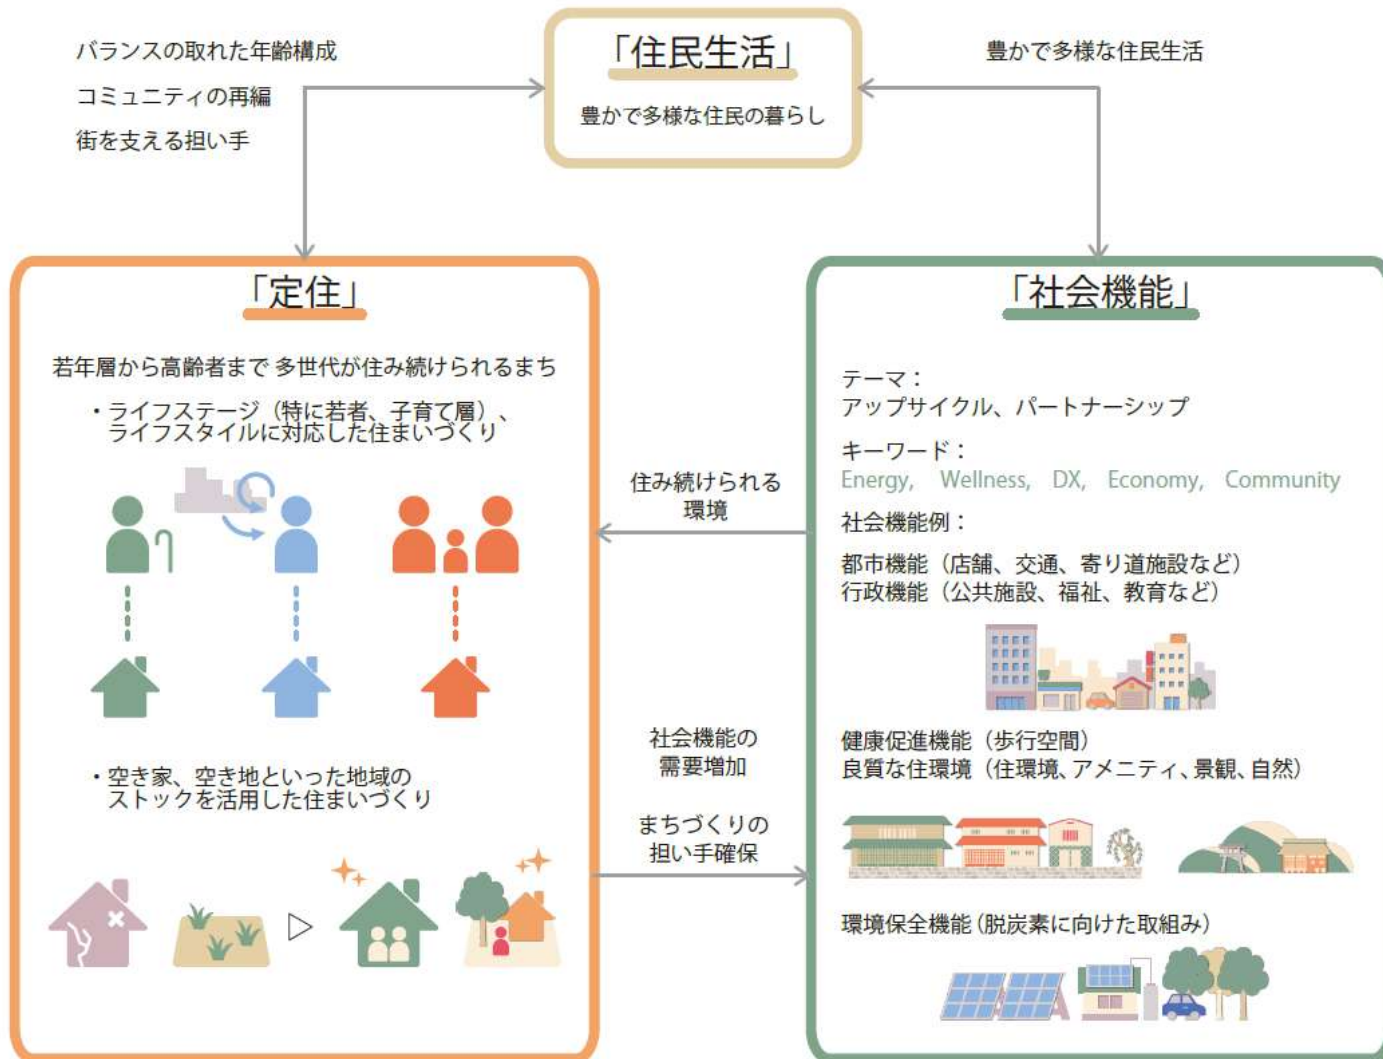 バランスの取れた年齢構成
コミュニティの再編
街を支える担い手
「住民生活」
豊かで多様な住民の暮らし
豊かで多様な住民生活
「定住」
若年層から高齢者まで 多世代が住み続けられるまち
・ライフステージ（特に若者、子育て層）、
ライフスタイルに対応した住まいづくり
・空き家、空き地といった地域の
ストックを活用した住まいづくり
住み続けられる
環境
社会機能の
需要増加
まちづくりの
担い手確保
「社会機能」
テーマ：
アップサイクル、パートナーシップ
キーワード：
Energy, Wellness, DX, Economy, Community
社会機能例：
都市機能（店舗、交通、寄り道施設など）
行政機能（公共施設、福祉、教育など）
健康促進機能（歩行空間）
良質な住環境（住環境、アメニティ、景観、自然）
環境保全機能（脱炭素に向けた取組み）